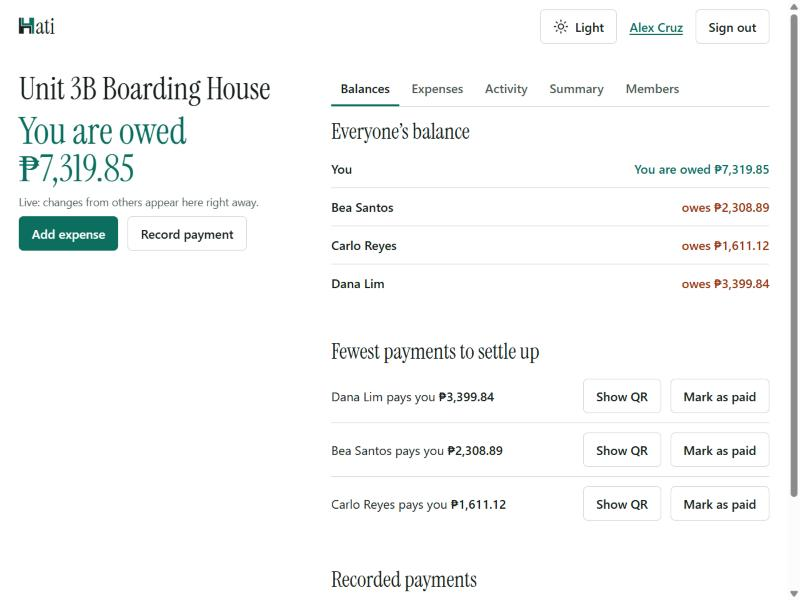 Hati
Light
Alex Cruz
Sign out
Unit 3B Boarding House
You are owed
₱7,319.85
Live: changes from others appear here right away.
Add expense
Record payment
Balances
Expenses
Activity
Summary
Members
Everyone’s balance
You
You are owed ₱7,319.85
Bea Santos
owes ₱2,308.89
Carlo Reyes
owes ₱1,611.12
Dana Lim
owes ₱3,399.84
Fewest payments to settle up
Dana Lim pays you ₱3,399.84
Show QR
Mark as paid
Bea Santos pays you ₱2,308.89
Show QR
Mark as paid
Carlo Reyes pays you ₱1,611.12
Show QR
Mark as paid
Recorded payments